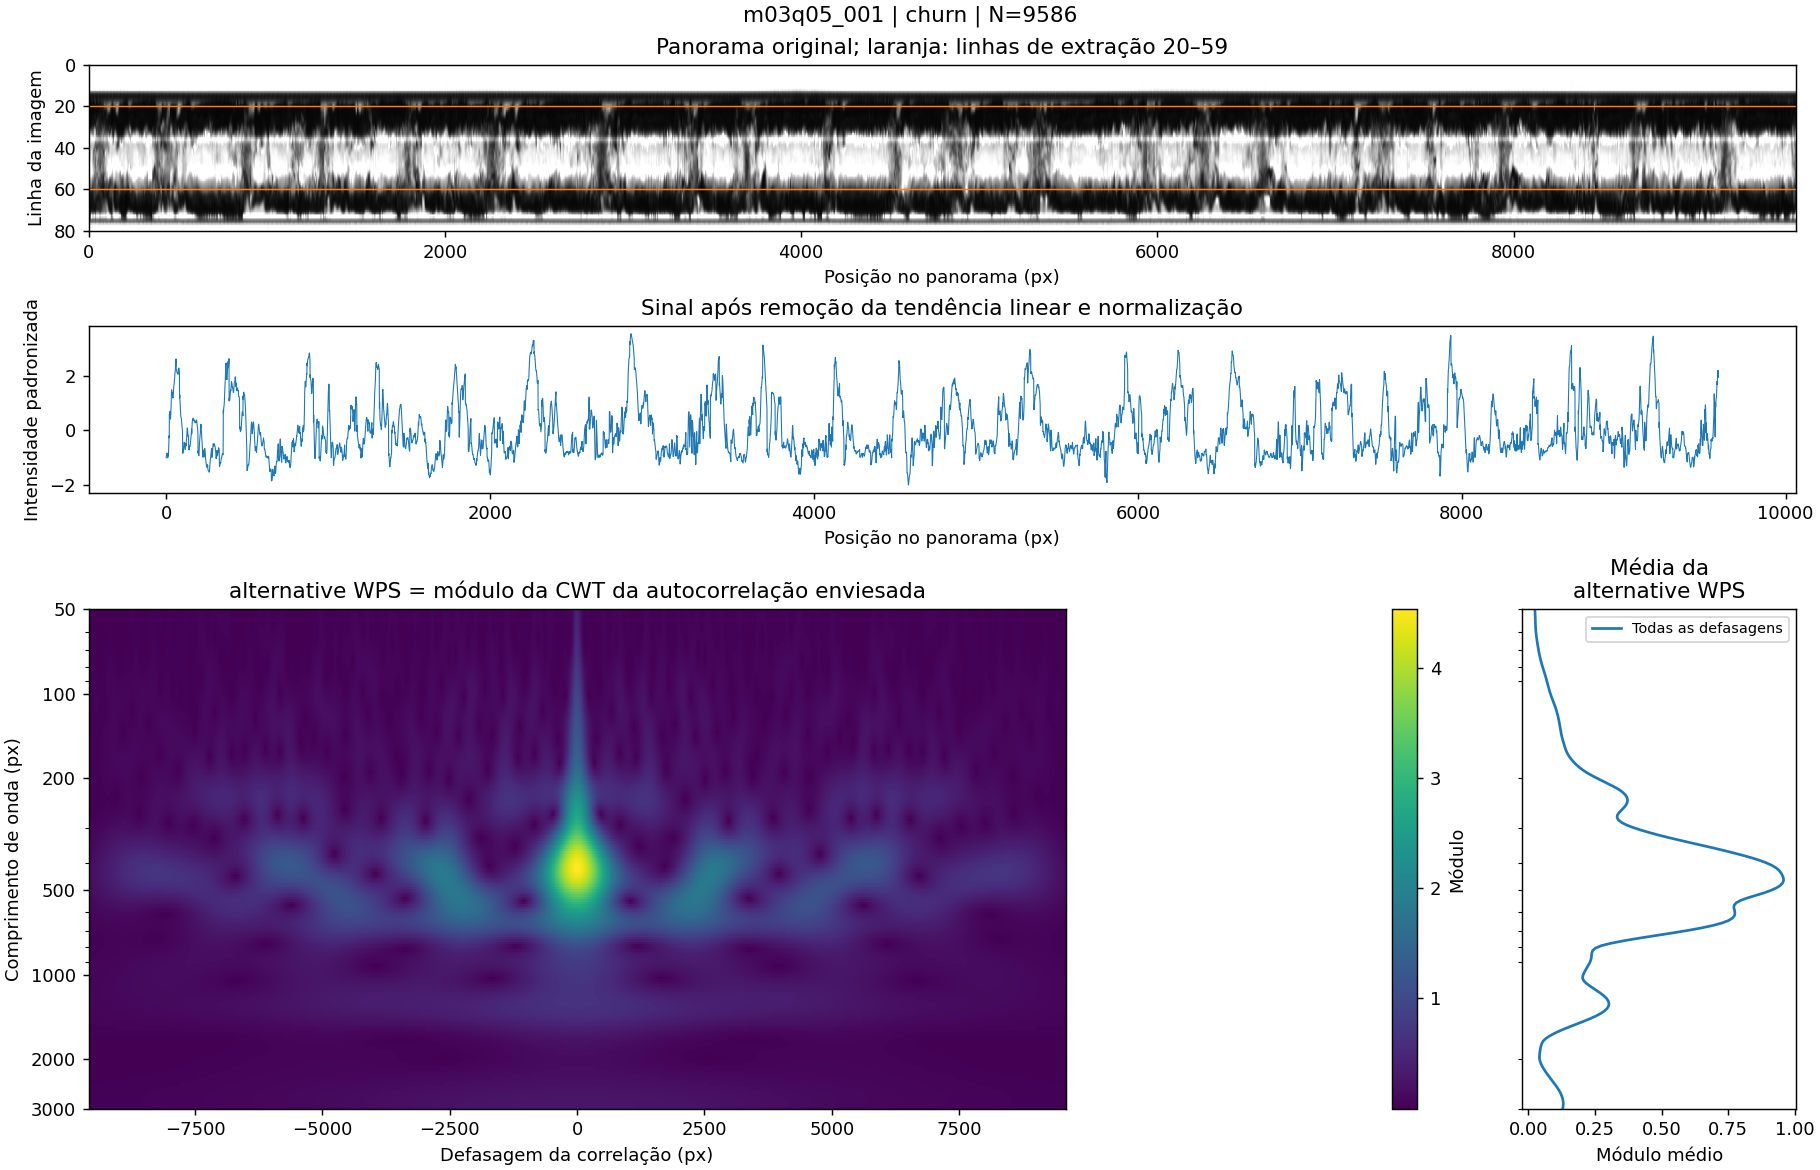 m03q05_001 | churn | N=9586
Panorama original; laranja: linhas de extração 20–59
Linha da imagem
0
20
40
60
80
0
2000
4000
6000
8000
Posição no panorama (px)
Sinal após remoção da tendência linear e normalização
Intensidade padronizada
2
0
−2
0
2000
4000
6000
8000
10000
Posição no panorama (px)
alternative WPS = módulo da CWT da autocorrelação enviesada
Comprimento de onda (px)
50
100
200
500
1000
2000
3000
−7500
−5000
−2500
0
2500
5000
7500
Defasagem da correlação (px)
4
3
2
1
Módulo
Média da
alternative WPS
Todas as defasagens
0.00
0.25
0.50
0.75
1.00
Módulo médio